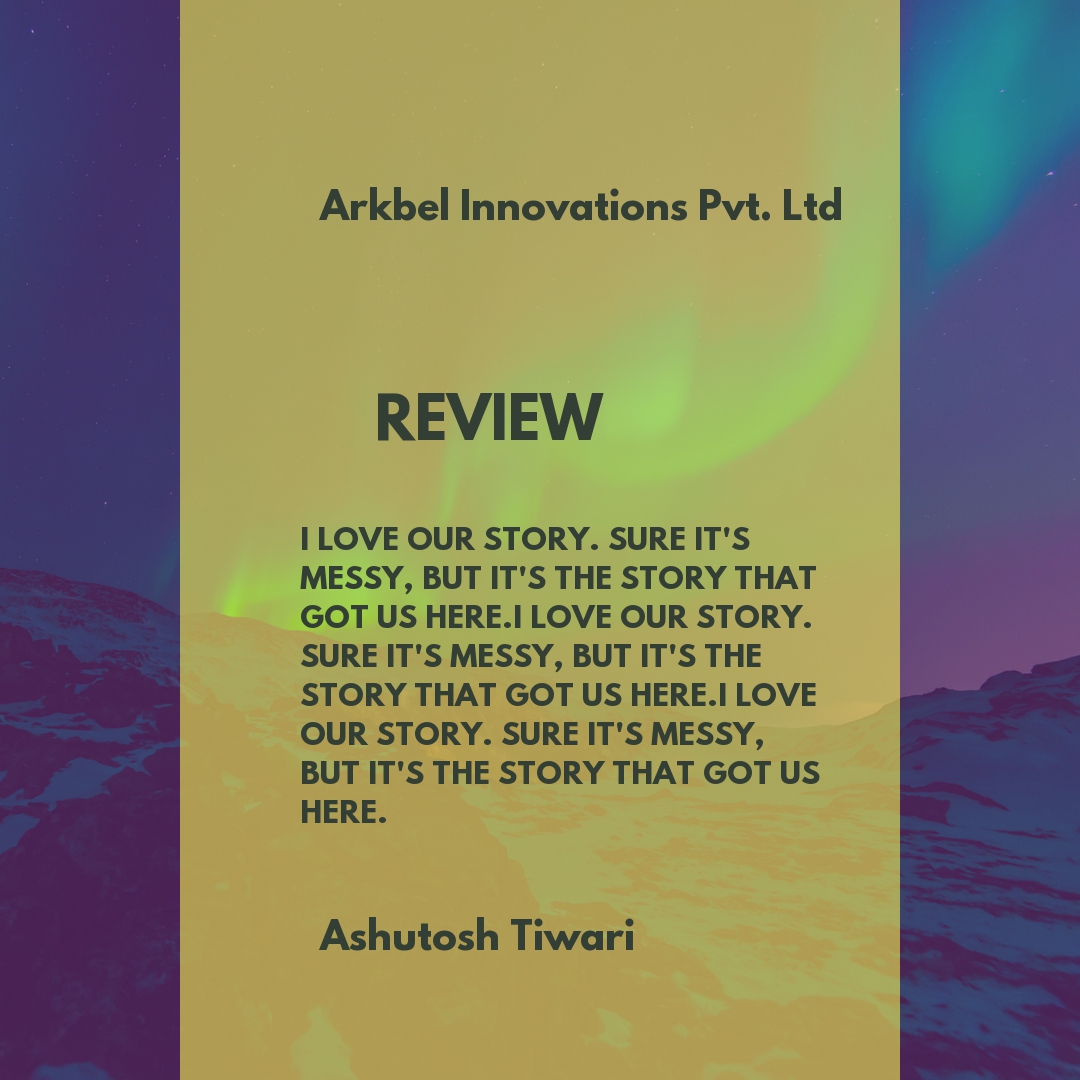 Arkbel Innovations Pvt. Ltd
REVIEW
I LOVE OUR STORY. SURE IT'S
MESSY, BUT IT'S THE STORY THAT
GOT US HERE.I LOVE OUR STORY.
SURE IT'S MESSY, BUT IT'S THE
STORY THAT GOT US HERE.I LOVE
OUR STORY. SURE IT'S MESSY,
BUT IT'S THE STORY THAT GOT US
HERE.
Ashutosh Tiwari